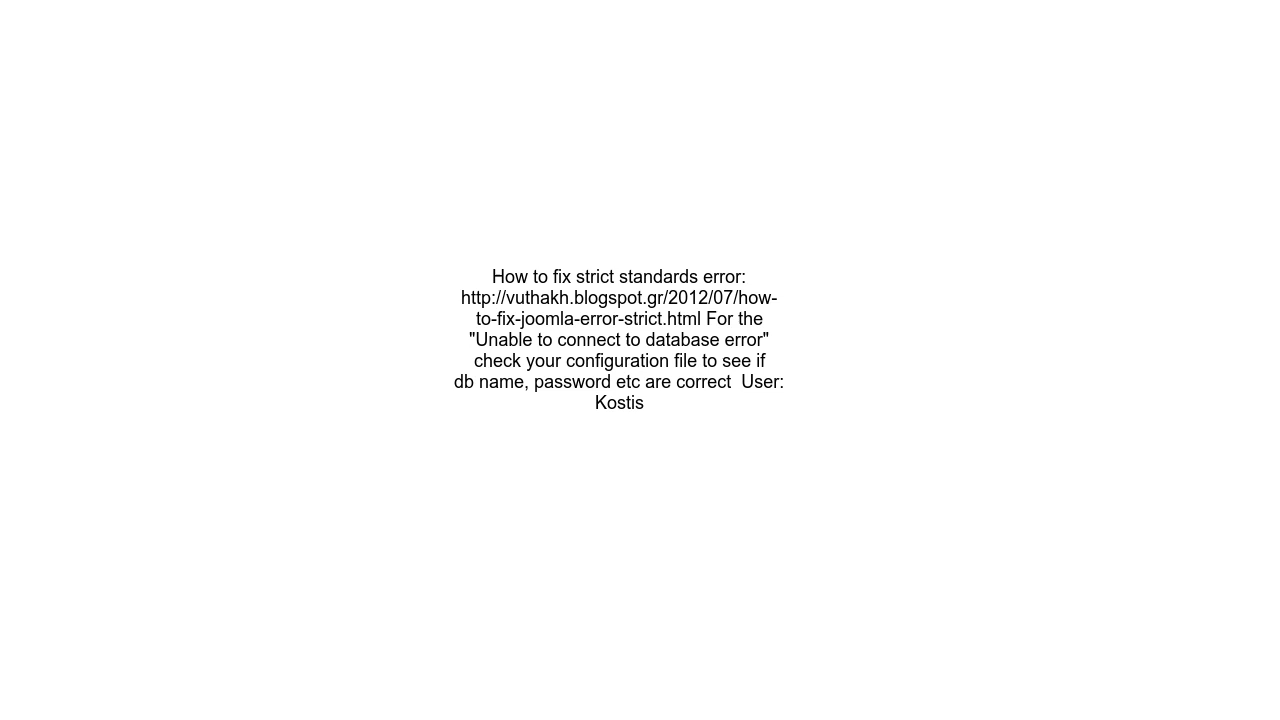 How to fix strict standards error:
http://vuthakh.blogspot.gr/2012/07/how-
to-fix-joomla-error-strict.html For the
"Unable to connect to database error"
check your configuration file to see if
db name, password etc are correct  User:
Kostis